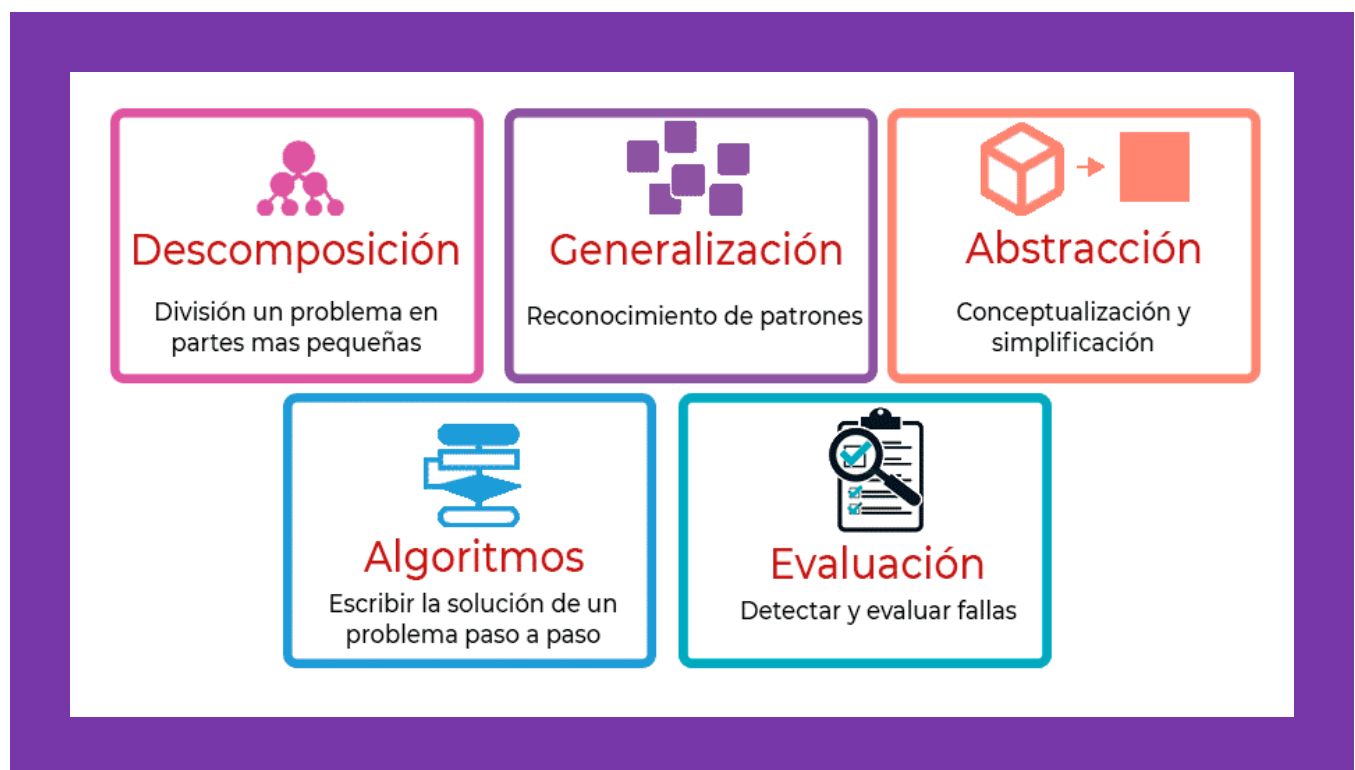 Descomposición
División un problema en
partes mas pequeñas
Generalización
Reconocimiento de patrones
Abstracción
Conceptualización y
simplificación
Algoritmos
Escribir la solución de un
problema paso a paso
Evaluación
Detectar y evaluar fallas